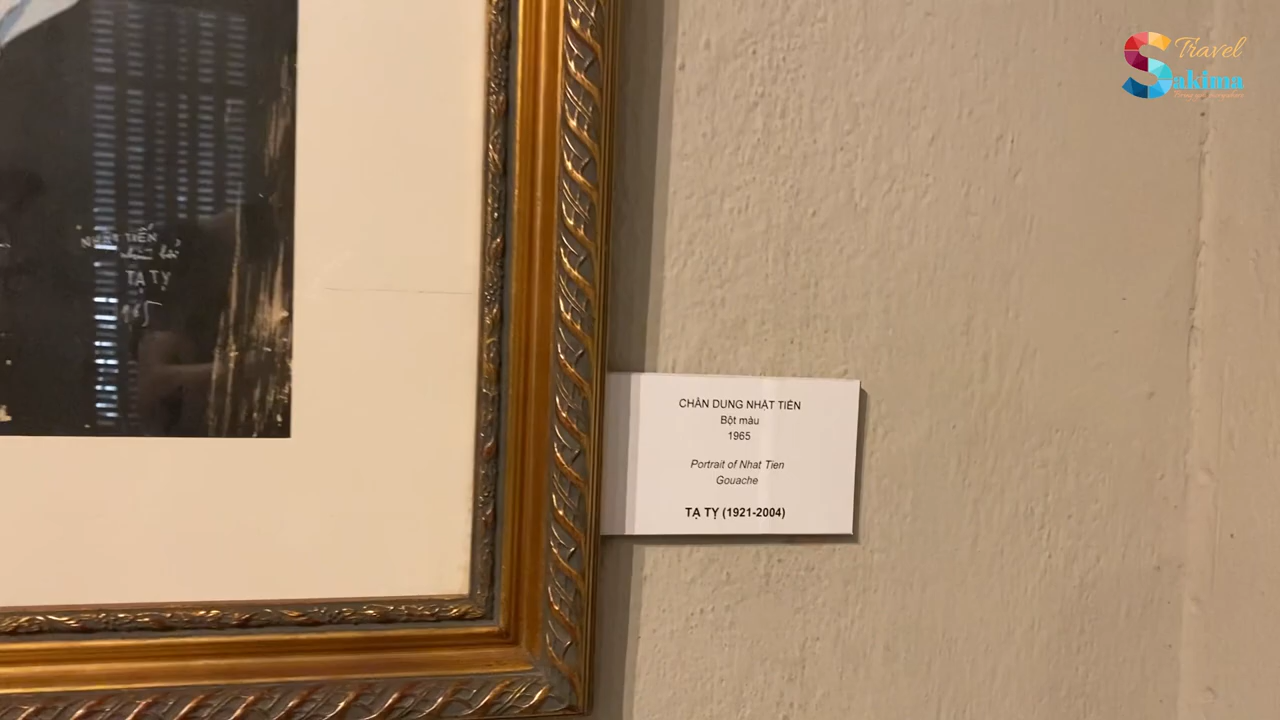 Travel
Sakima
NHẬT TIẾN
TẠ TỴ
CHÂN DUNG NHẬT TIẾN
Bột màu
1965
Portrait of Nhat Tien
Gouache
TẠ TỴ (1921-2004)